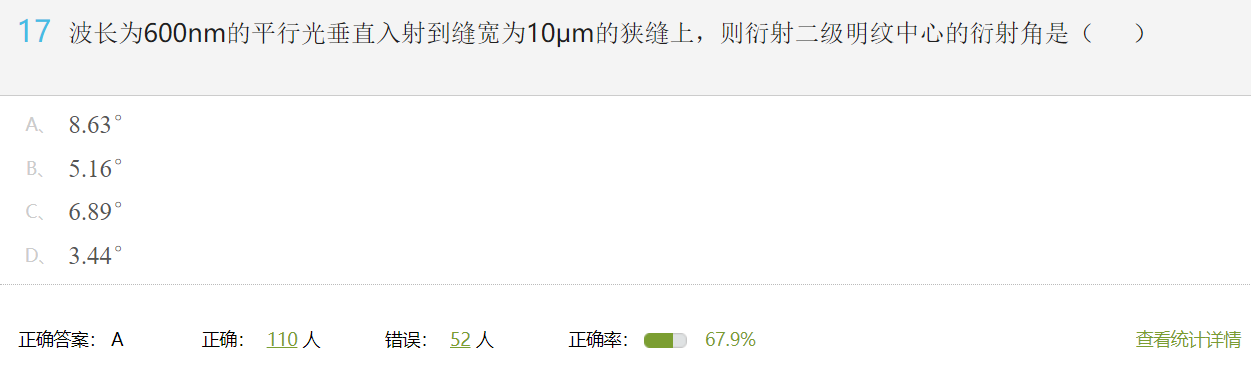 17 波长为600nm的平行光垂直入射到缝宽为10μm的狭缝上，则衍射二级明纹中心的衍射角是（ ）
A、 8.63°
B、 5.16°
C、 6.89°
D、 3.44°
正确答案： A 正确： 110 人 错误： 52 人 正确率： 67.9% 查看统计详情